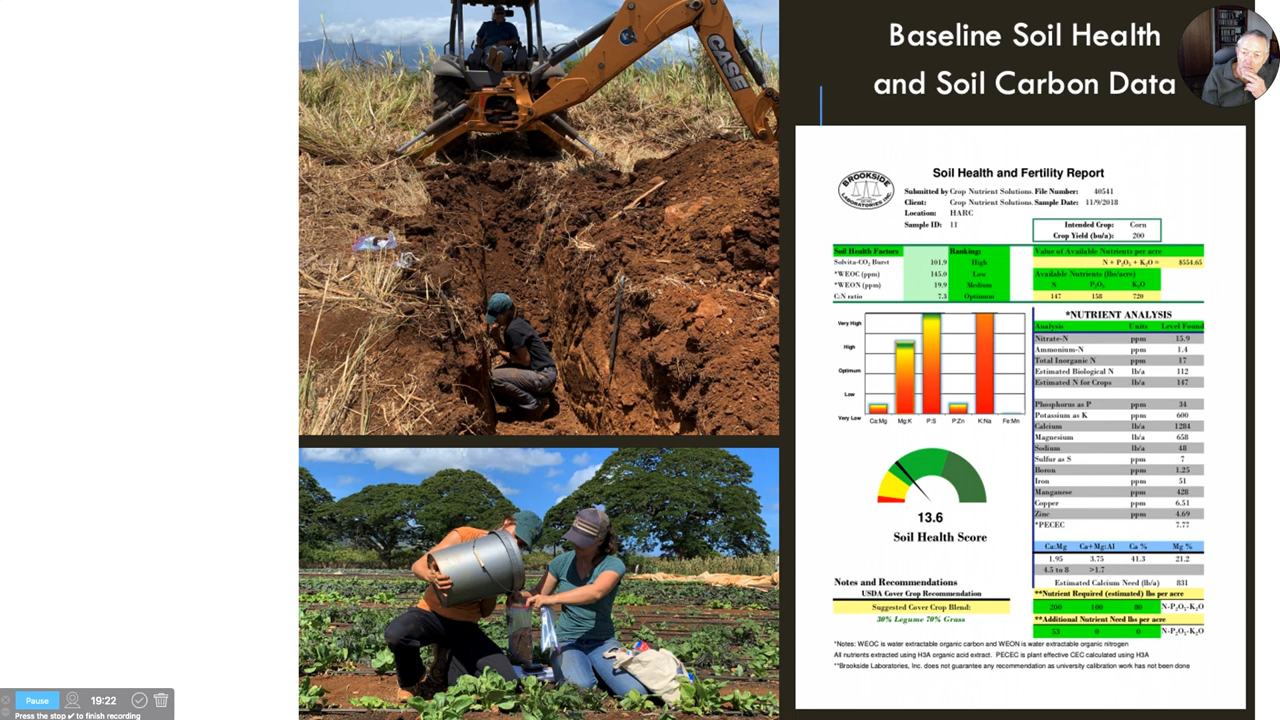 Baseline Soil Health
and Soil Carbon Data
CASE
BROOKSIDE
LABORATORIES, INC.
Soil Health and Fertility Report
Submitted by Crop Nutrient Solutions. File Number: 40541
Client: Crop Nutrient Solutions. Sample Date: 11/9/2018
Location: HARC
Sample ID: 11
Intended Crop: Corn
Crop Yield (bu/a): 200
Soil Health Factors Ranking:
Solvita-CO₂ Burst 101.9 High
*WEOC (ppm) 145.0 Low
*WEON (ppm) 19.9 Medium
C:N ratio 7.3 Optimum
Value of Available Nutrients per acre
N + P₂O₅ + K₂O = $554.65
Available Nutrients (lbs/acre)
N P₂O₅ K₂O
147 158 720
Very High
High
Optimum
Low
Very Low
Ca:Mg Mg:K P:S P:Zn K:Na Fe:Mn
13.6
Soil Health Score
*NUTRIENT ANALYSIS
Analysis Units Level Found
Nitrate-N ppm 15.9
Ammonium-N ppm 1.4
Total Inorganic N ppm 17
Estimated Biological N lb/a 112
Estimated N for Crops lb/a 147
Phosphorus as P ppm 34
Potassium as K ppm 600
Calcium lb/a 1284
Magnesium lb/a 658
Sodium lb/a 48
Sulfur as S ppm 7
Boron ppm 1.25
Iron ppm 51
Manganese ppm 428
Copper ppm 6.51
Zinc ppm 4.69
*PECEC 7.77
Ca:Mg Ca+Mg:Al Ca % Mg %
1.95 3.75 41.3 21.2
4.5 to 8 >1.7
Estimated Calcium Need (lb/a) 831
**Nutrient Required (estimated) lbs per acre
200 100 80 N-P₂O₅-K₂O
**Additional Nutrient Need lbs per acre
53 0 0 N-P₂O₅-K₂O
Notes and Recommendations
USDA Cover Crop Recommendation
Suggested Cover Crop Blend:
30% Legume 70% Grass
*Notes: WEOC is water extractable organic carbon and WEON is water extractable organic nitrogen
All nutrients extracted using H3A organic acid extract. PECEC is plant effective CEC calculated using H3A
**Brookside Laboratories, Inc. does not guarantee any recommendation as university calibration work has not been done
Pause 19:22
Press the stop ✔ to finish recording